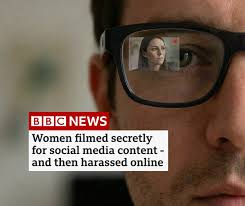 BBC NEWS
Women filmed secretly
for social media content -
and then harassed online